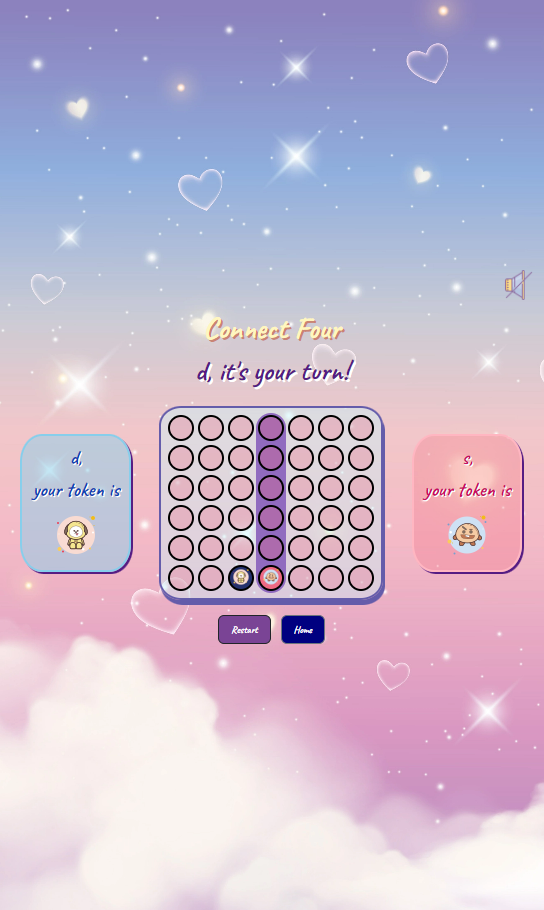 Connect Four
d, it's your turn!
d,
your token is
s,
your token is
Restart
Home